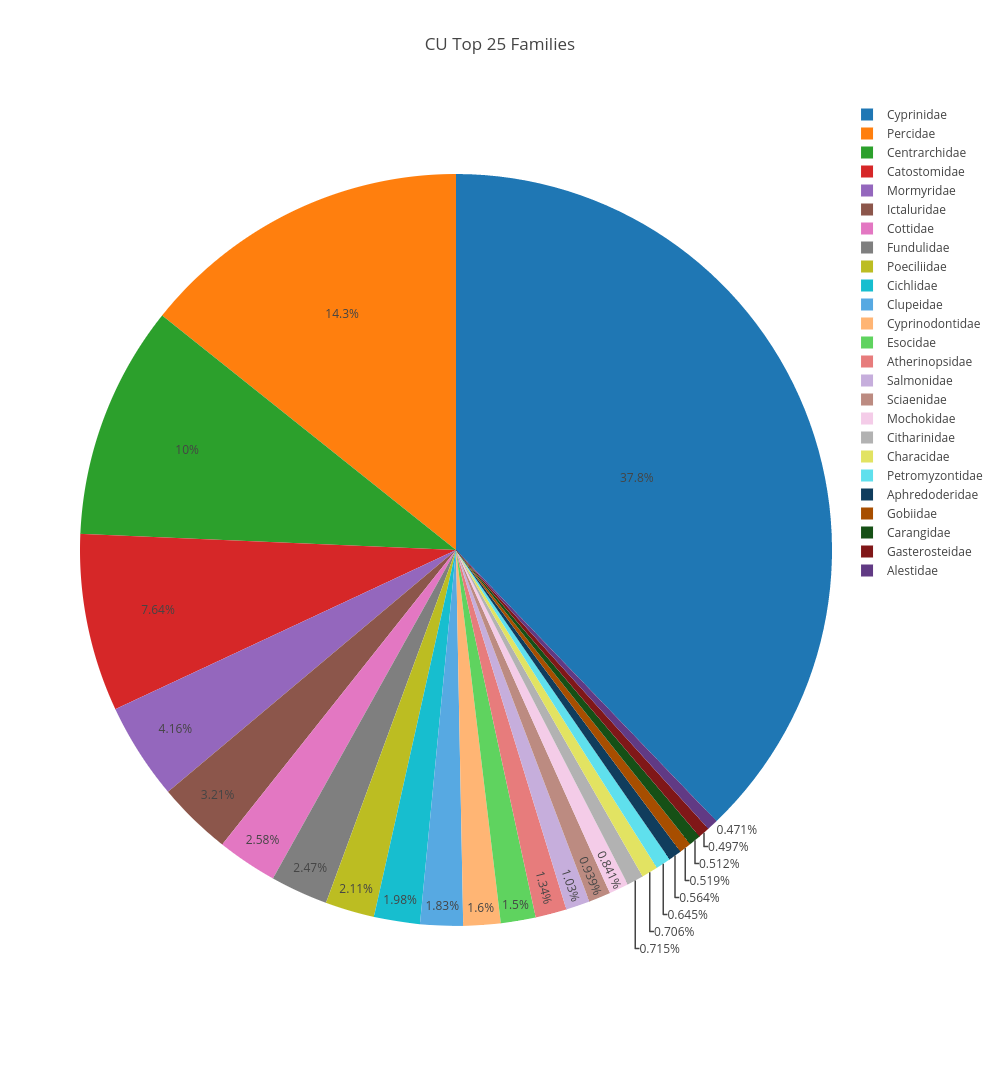 CU Top 25 Families
Cyprinidae
Percidae
Centrarchidae
Catostomidae
Mormyridae
Ictaluridae
Cottidae
Fundulidae
Poeciliidae
Cichlidae
Clupeidae
Cyprinodontidae
Esocidae
Atherinopsidae
Salmonidae
Sciaenidae
Mochokidae
Citharinidae
Characidae
Petromyzontidae
Aphredoderidae
Gobiidae
Carangidae
Gasterosteidae
Alestidae
37.8%
14.3%
10%
7.64%
4.16%
3.21%
2.58%
2.47%
2.11%
1.98%
1.83%
1.6%
1.5%
1.34%
1.03%
0.939%
0.841%
0.715%
0.706%
0.645%
0.564%
0.519%
0.512%
0.497%
0.471%